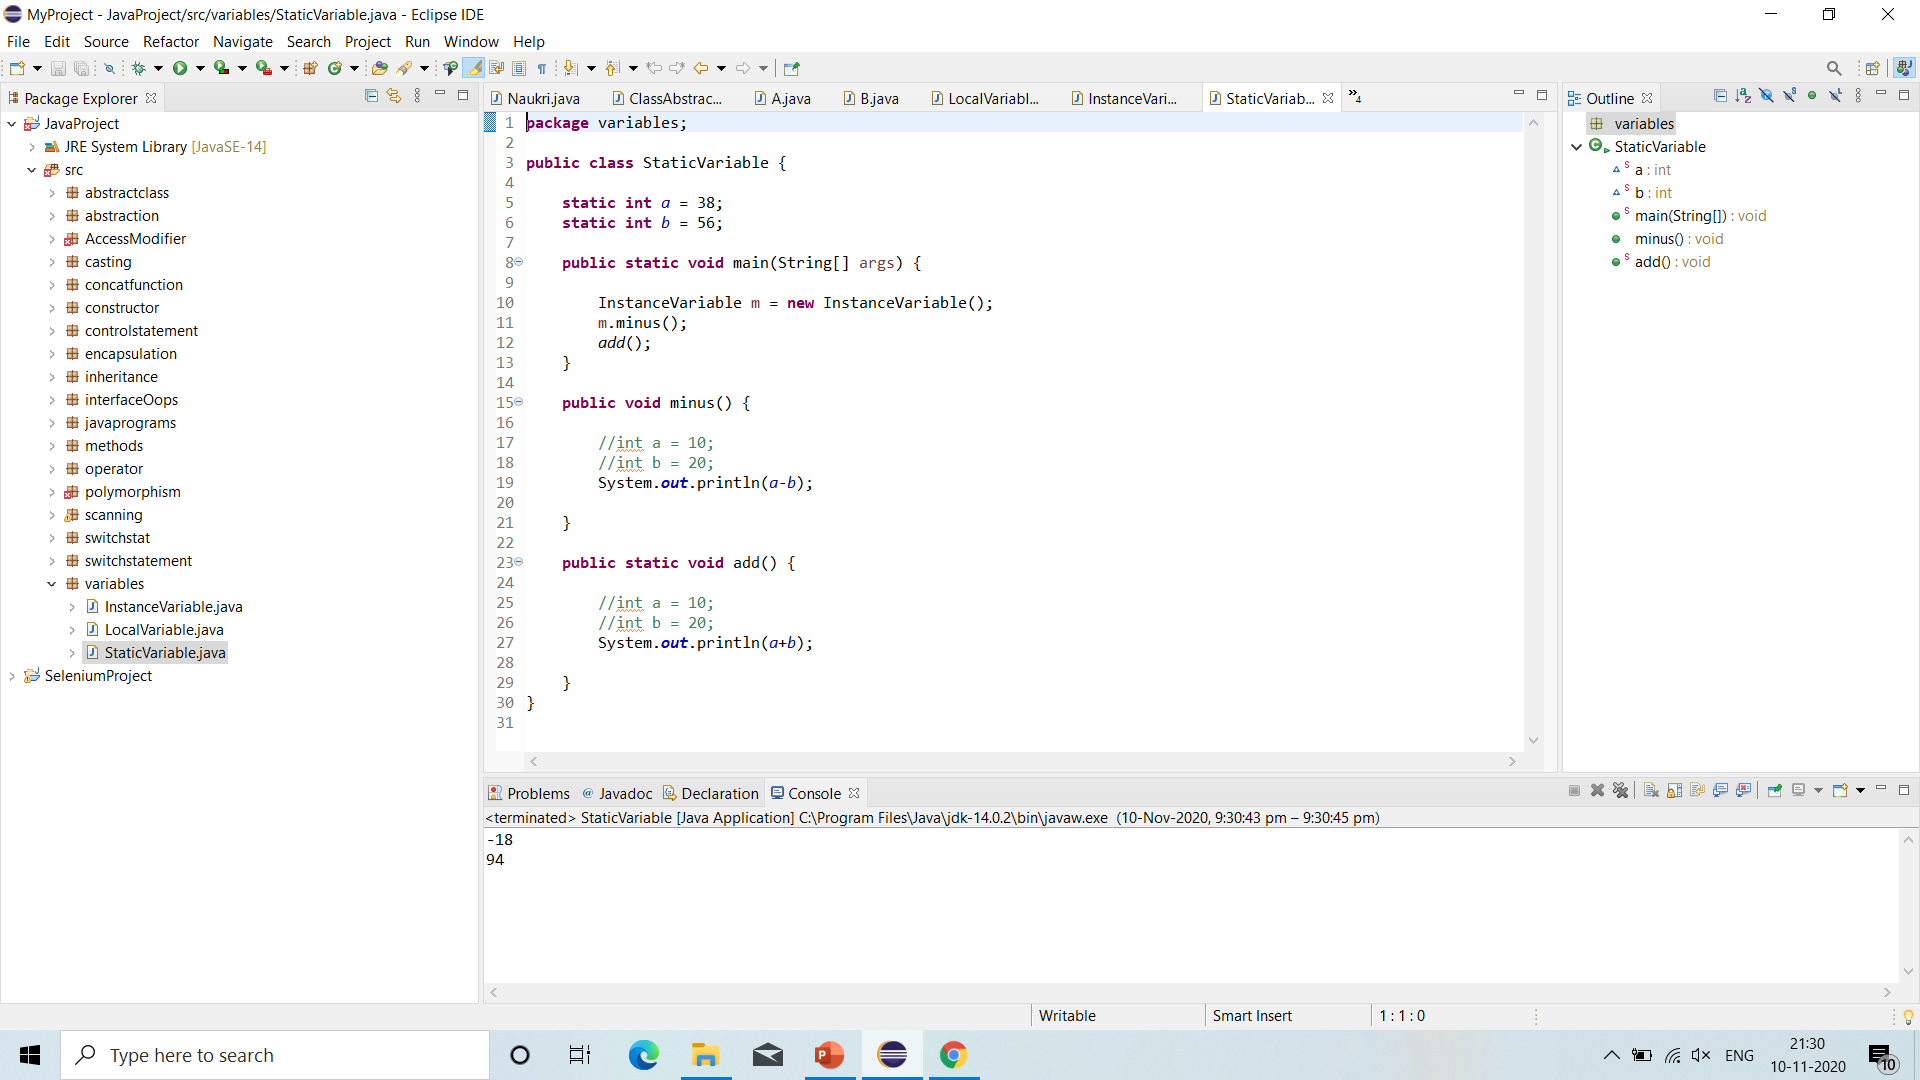 MyProject - JavaProject/src/variables/StaticVariable.java - Eclipse IDE
File Edit Source Refactor Navigate Search Project Run Window Help
Package Explorer
JavaProject
JRE System Library [JavaSE-14]
src
abstractclass
abstraction
AccessModifier
casting
concatfunction
constructor
controlstatement
encapsulation
inheritance
interfaceOops
javaprograms
methods
operator
polymorphism
scanning
switchstat
switchstatement
variables
InstanceVariable.java
LocalVariable.java
StaticVariable.java
SeleniumProject
Naukri.java ClassAbstrac... A.java B.java LocalVariabl... InstanceVari... StaticVariab... »4
1 package variables;
2
3 public class StaticVariable {
4
5 static int a = 38;
6 static int b = 56;
7
8 public static void main(String[] args) {
9
10 InstanceVariable m = new InstanceVariable();
11 m.minus();
12 add();
13 }
14
15 public void minus() {
16
17 //int a = 10;
18 //int b = 20;
19 System.out.println(a-b);
20
21 }
22
23 public static void add() {
24
25 //int a = 10;
26 //int b = 20;
27 System.out.println(a+b);
28
29 }
30 }
31
Outline
variables
StaticVariable
a : int
b : int
main(String[]) : void
minus() : void
add() : void
Problems @ Javadoc Declaration Console
<terminated> StaticVariable [Java Application] C:\Program Files\Java\jdk-14.0.2\bin\javaw.exe (10-Nov-2020, 9:30:43 pm – 9:30:45 pm)
-18
94
Writable Smart Insert 1 : 1 : 0
Type here to search
ENG
21:30
10-11-2020
10